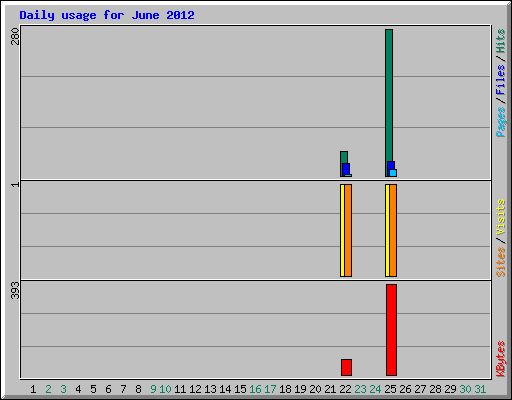 Daily usage for June 2012
280
Pages/Files/Hits
1
Sites/Visits
393
KBytes
1 2 3 4 5 6 7 8 9 10 11 12 13 14 15 16 17 18 19 20 21 22 23 24 25 26 27 28 29 30 31